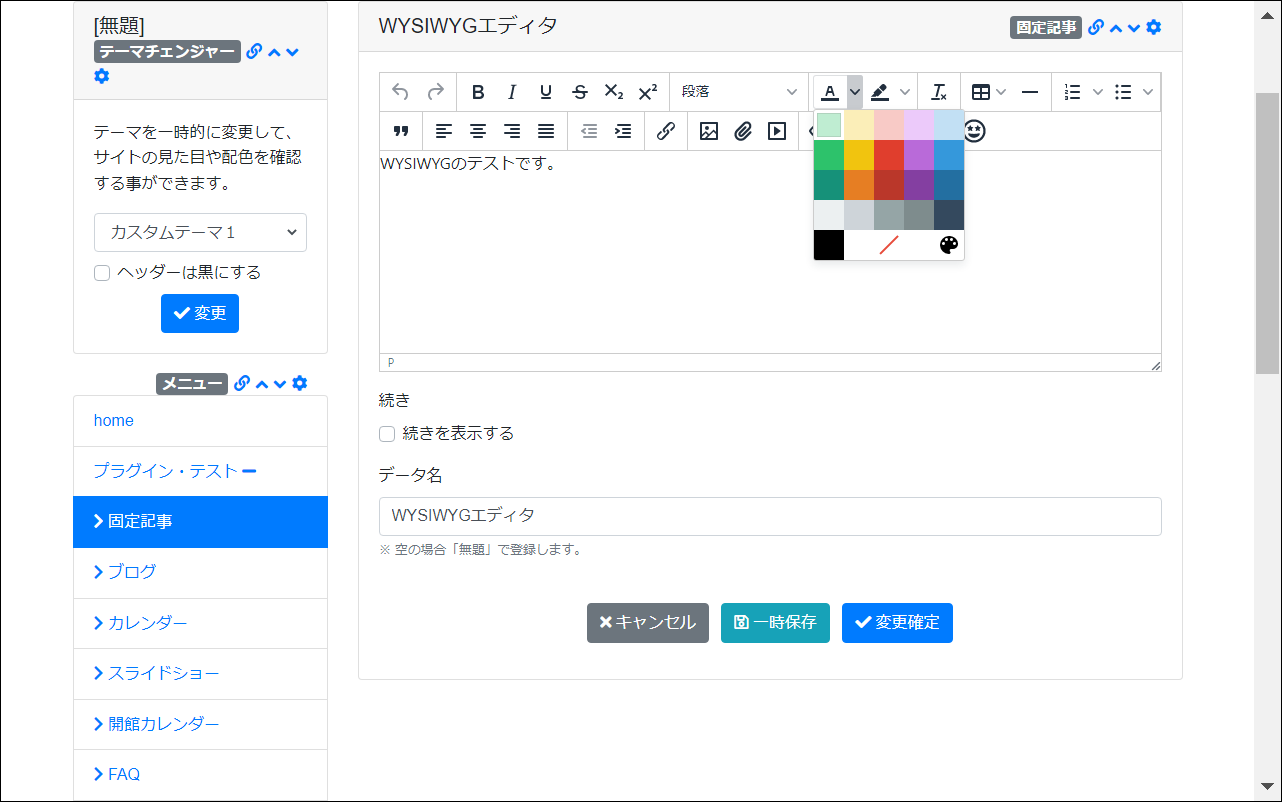 [無題]
テーマチェンジャー
テーマを一時的に変更して、
サイトの見た目や配色を確認
する事ができます。
カスタムテーマ１
ヘッダーは黒にする
変更
メニュー
home
プラグイン・テスト
固定記事
ブログ
カレンダー
スライドショー
開館カレンダー
FAQ
WYSIWYGエディタ
固定記事
B I U S X₂ X² 段落 A
WYSIWYGのテストです。
P
続き
続きを表示する
データ名
WYSIWYGエディタ
※ 空の場合「無題」で登録します。
キャンセル 一時保存 変更確定